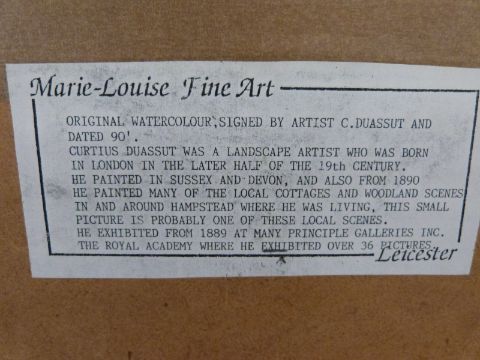 Marie-Louise Fine Art
ORIGINAL WATERCOLOUR,SIGNED BY ARTIST C.DUASSUT AND
DATED 90'.
CURTIUS DUASSUT WAS A LANDSCAPE ARTIST WHO WAS BORN
IN LONDON IN THE LATER HALF OF THE 19th CENTURY.
HE PAINTED IN SUSSEX AND DEVON, AND ALSO FROM 1890
HE PAINTED MANY OF THE LOCAL COTTAGES AND WOODLAND SCENES
IN AND AROUND HAMPSTEAD WHERE HE WAS LIVING, THIS SMALL
PICTURE IS PROBABLY ONE OF THESE LOCAL SCENES.
HE EXHIBITED FROM 1889 AT MANY PRINCIPLE GALLERIES INC.
THE ROYAL ACADEMY WHERE HE EXHIBITED OVER 36 PICTURES
Leicester